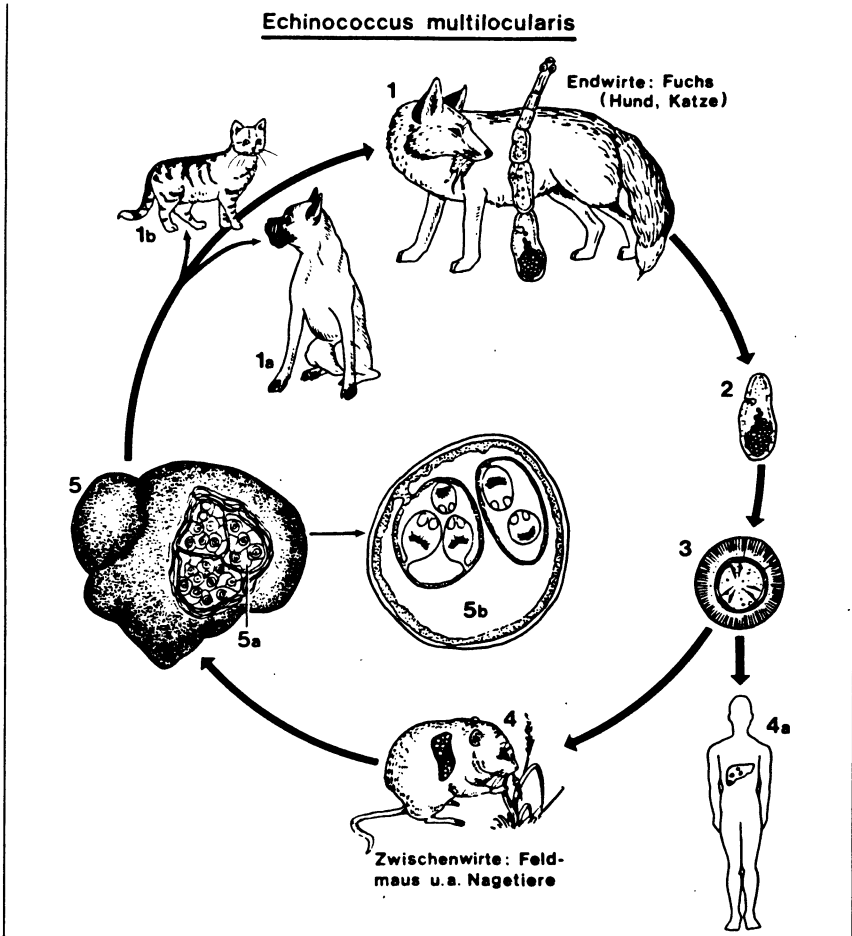 Echinococcus multilocularis
1
Endwirte: Fuchs
(Hund, Katze)
1b
1a
2
5
3
5b
5a
4
4a
Zwischenwirte: Feld-
maus u.a. Nagetiere